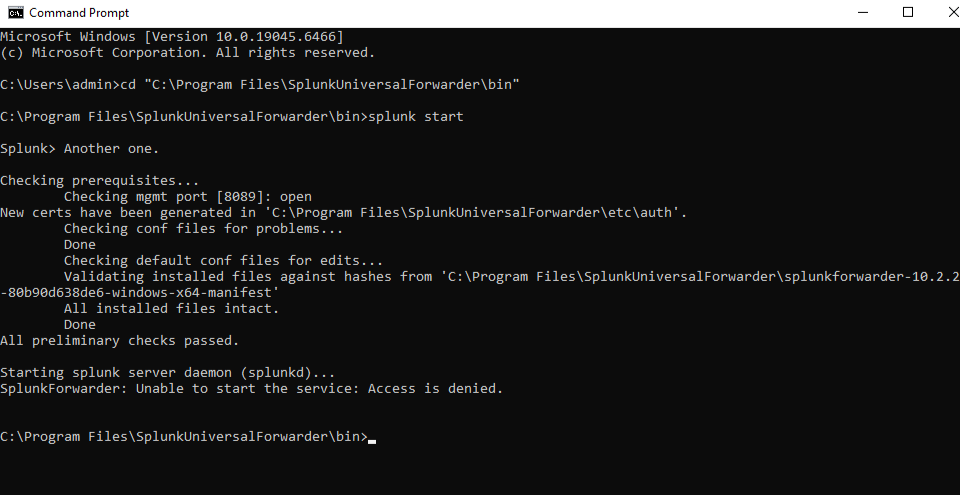 Command Prompt
Microsoft Windows [Version 10.0.19045.6466]
(c) Microsoft Corporation. All rights reserved.
C:\Users\admin>cd "C:\Program Files\SplunkUniversalForwarder\bin"
C:\Program Files\SplunkUniversalForwarder\bin>splunk start
Splunk> Another one.
Checking prerequisites...
Checking mgmt port [8089]: open
New certs have been generated in 'C:\Program Files\SplunkUniversalForwarder\etc\auth'.
Checking conf files for problems...
Done
Checking default conf files for edits...
Validating installed files against hashes from 'C:\Program Files\SplunkUniversalForwarder\splunkforwarder-10.2.2
-80b90d638de6-windows-x64-manifest'
All installed files intact.
Done
All preliminary checks passed.
Starting splunk server daemon (splunkd)...
SplunkForwarder: Unable to start the service: Access is denied.
C:\Program Files\SplunkUniversalForwarder\bin>